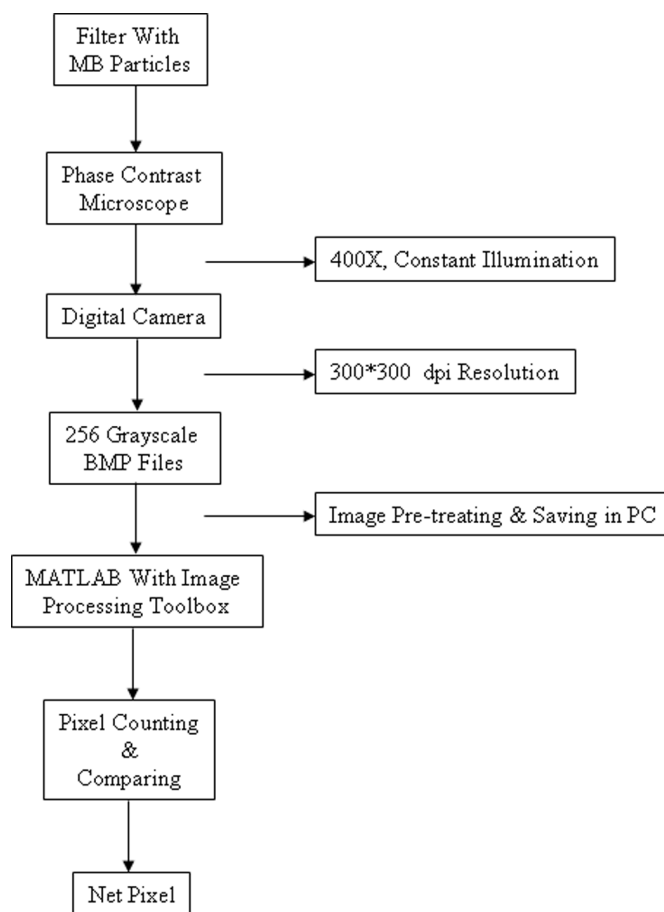 Filter With
MB Particles
Phase Contrast
Microscope
400X, Constant Illumination
Digital Camera
300*300 dpi Resolution
256 Grayscale
BMP Files
Image Pre-treating & Saving in PC
MATLAB With Image
Processing Toolbox
Pixel Counting
&
Comparing
Net Pixel